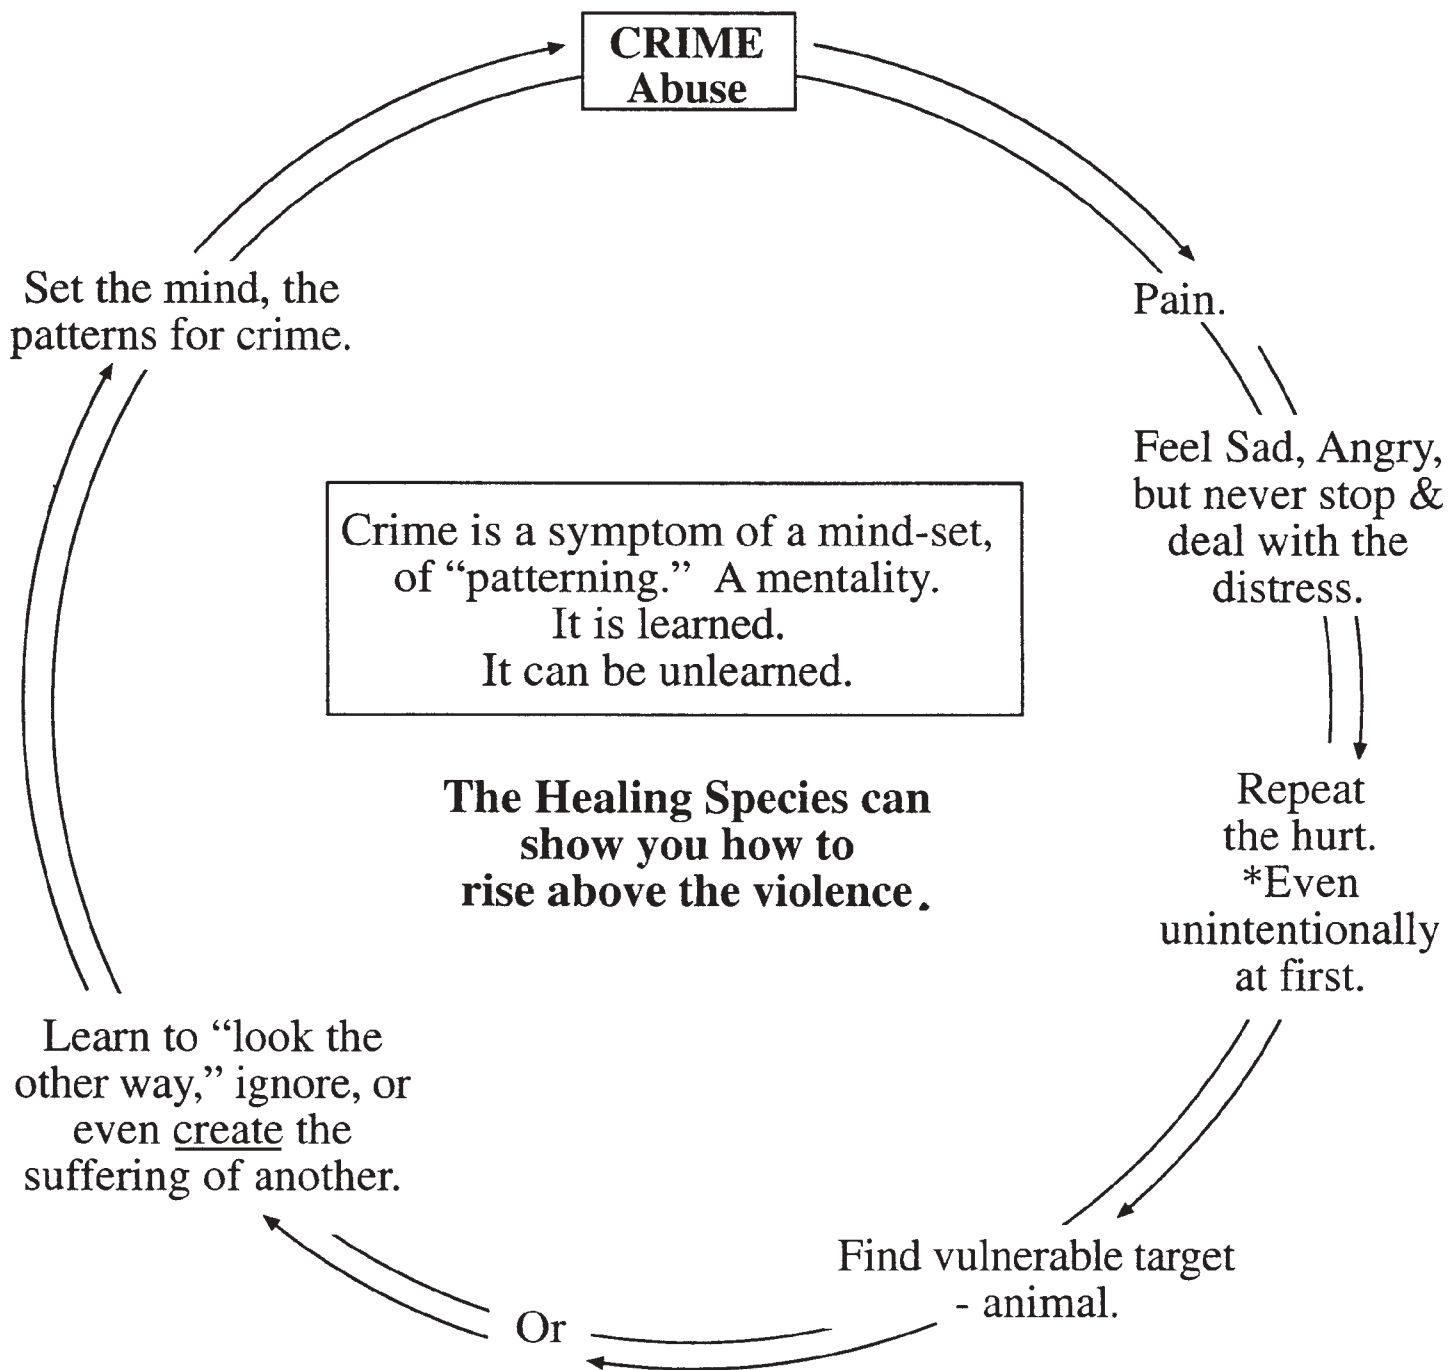 CRIME
Abuse
Pain.
Feel Sad, Angry,
but never stop &
deal with the
distress.
Repeat
the hurt.
*Even
unintentionally
at first.
Find vulnerable target
- animal.
Or
Learn to “look the
other way,” ignore, or
even create the
suffering of another.
Set the mind, the
patterns for crime.
Crime is a symptom of a mind-set,
of “patterning.” A mentality.
It is learned.
It can be unlearned.
The Healing Species can
show you how to
rise above the violence.